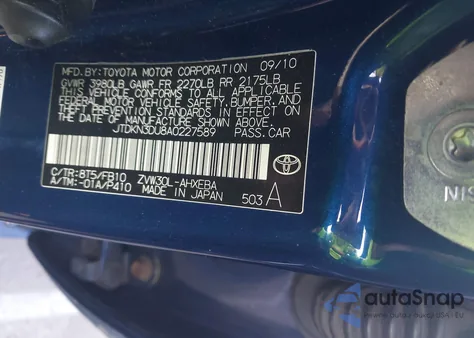 MFD.BY:TOYOTA MOTOR CORPORATION 09/10
GVWR 3980LB GAWR FR 2270LB RR 2175LB
THIS VEHICLE CONFORMS TO ALL APPLICABLE
FEDERAL MOTOR VEHICLE SAFETY, BUMPER, AND
THEFT PREVENTION STANDARDS IN EFFECT ON
THE DATE OF MANUFACTURE SHOWN ABOVE.
JTDKN3DU8A0227589 PASS.CAR
C/TR:8T5/FB10 ZVW30L-AHXEBA
A/TM:-01A/P410 MADE IN JAPAN 503 A
NIS
autoSnap